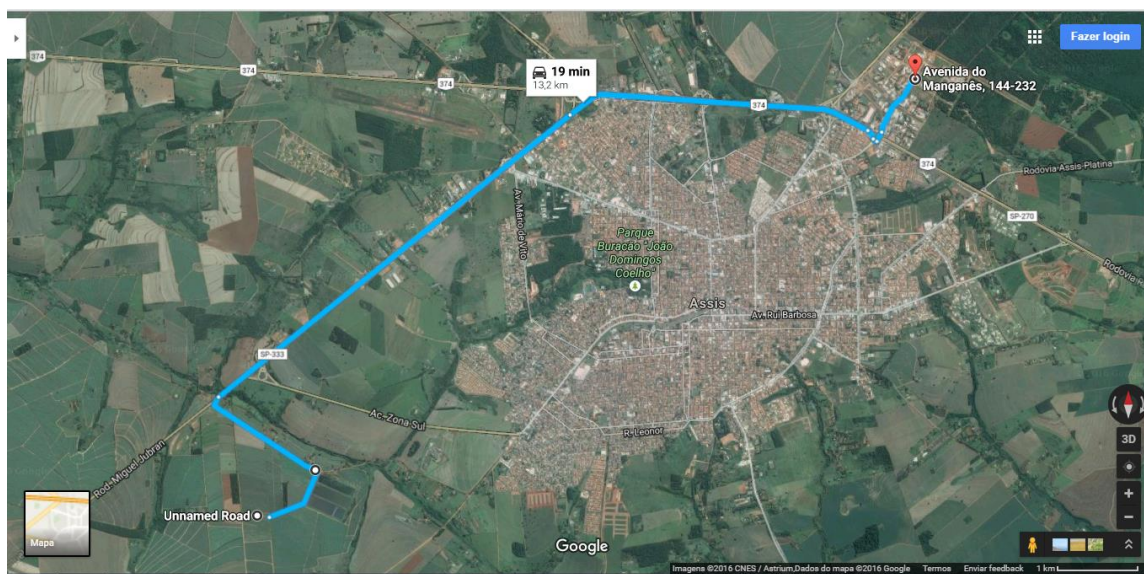 374
374
374
19 min
13,2 km
374
374
Fazer login
Avenida do
Manganês, 144-232
Rodovia Assis-Platina
SP-270
Rodovia
Av. Mario de Vito
Parque
Buracão "João
Domingos
Coelho"
Assis
Av. Rui Barbosa
SP-333
Ac. Zona Sul
R. Leonor
Rod. Miguel Jubran
Unnamed Road
Mapa
Google
3D
Imagens ©2016 CNES / Astrium,Dados do mapa ©2016 Google
Termos
Enviar feedback
1 km